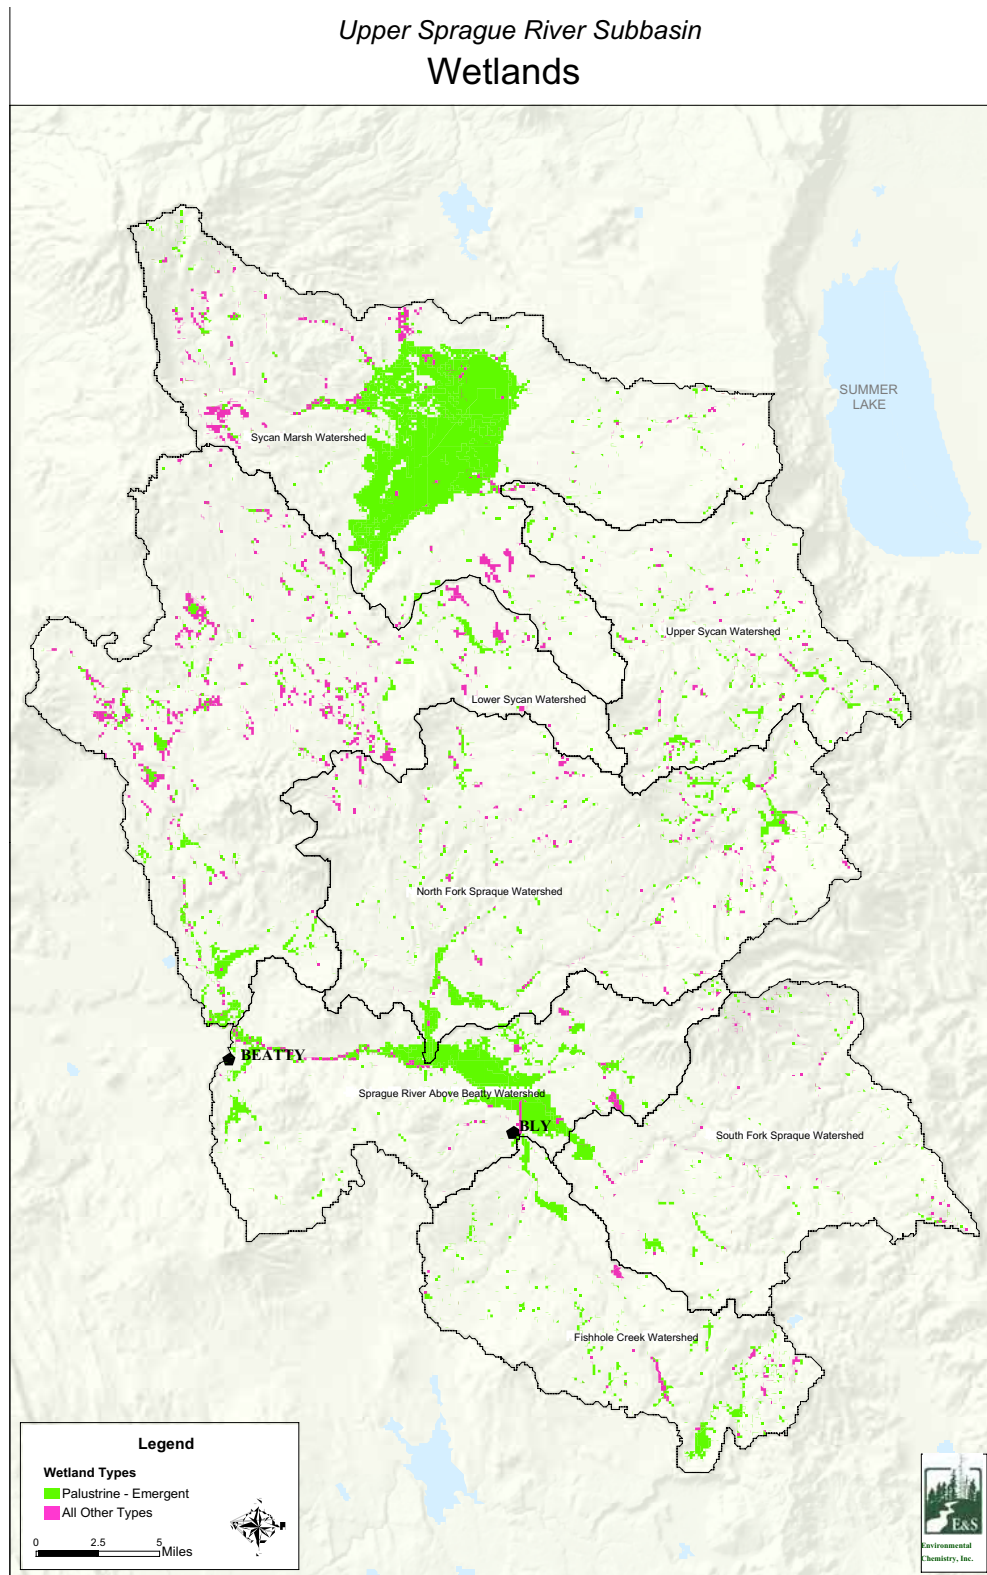 Upper Sprague River Subbasin
Wetlands
SUMMER
LAKE
Sycan Marsh Watershed
Upper Sycan Watershed
Lower Sycan Watershed
North Fork Spraque Watershed
BEATTY
Sprague River Above Beatty Watershed
BLY
South Fork Spraque Watershed
Fishhole Creek Watershed
Legend
Wetland Types
Palustrine - Emergent
All Other Types
0 2.5 5
Miles
E&S
Environmental
Chemistry, Inc.